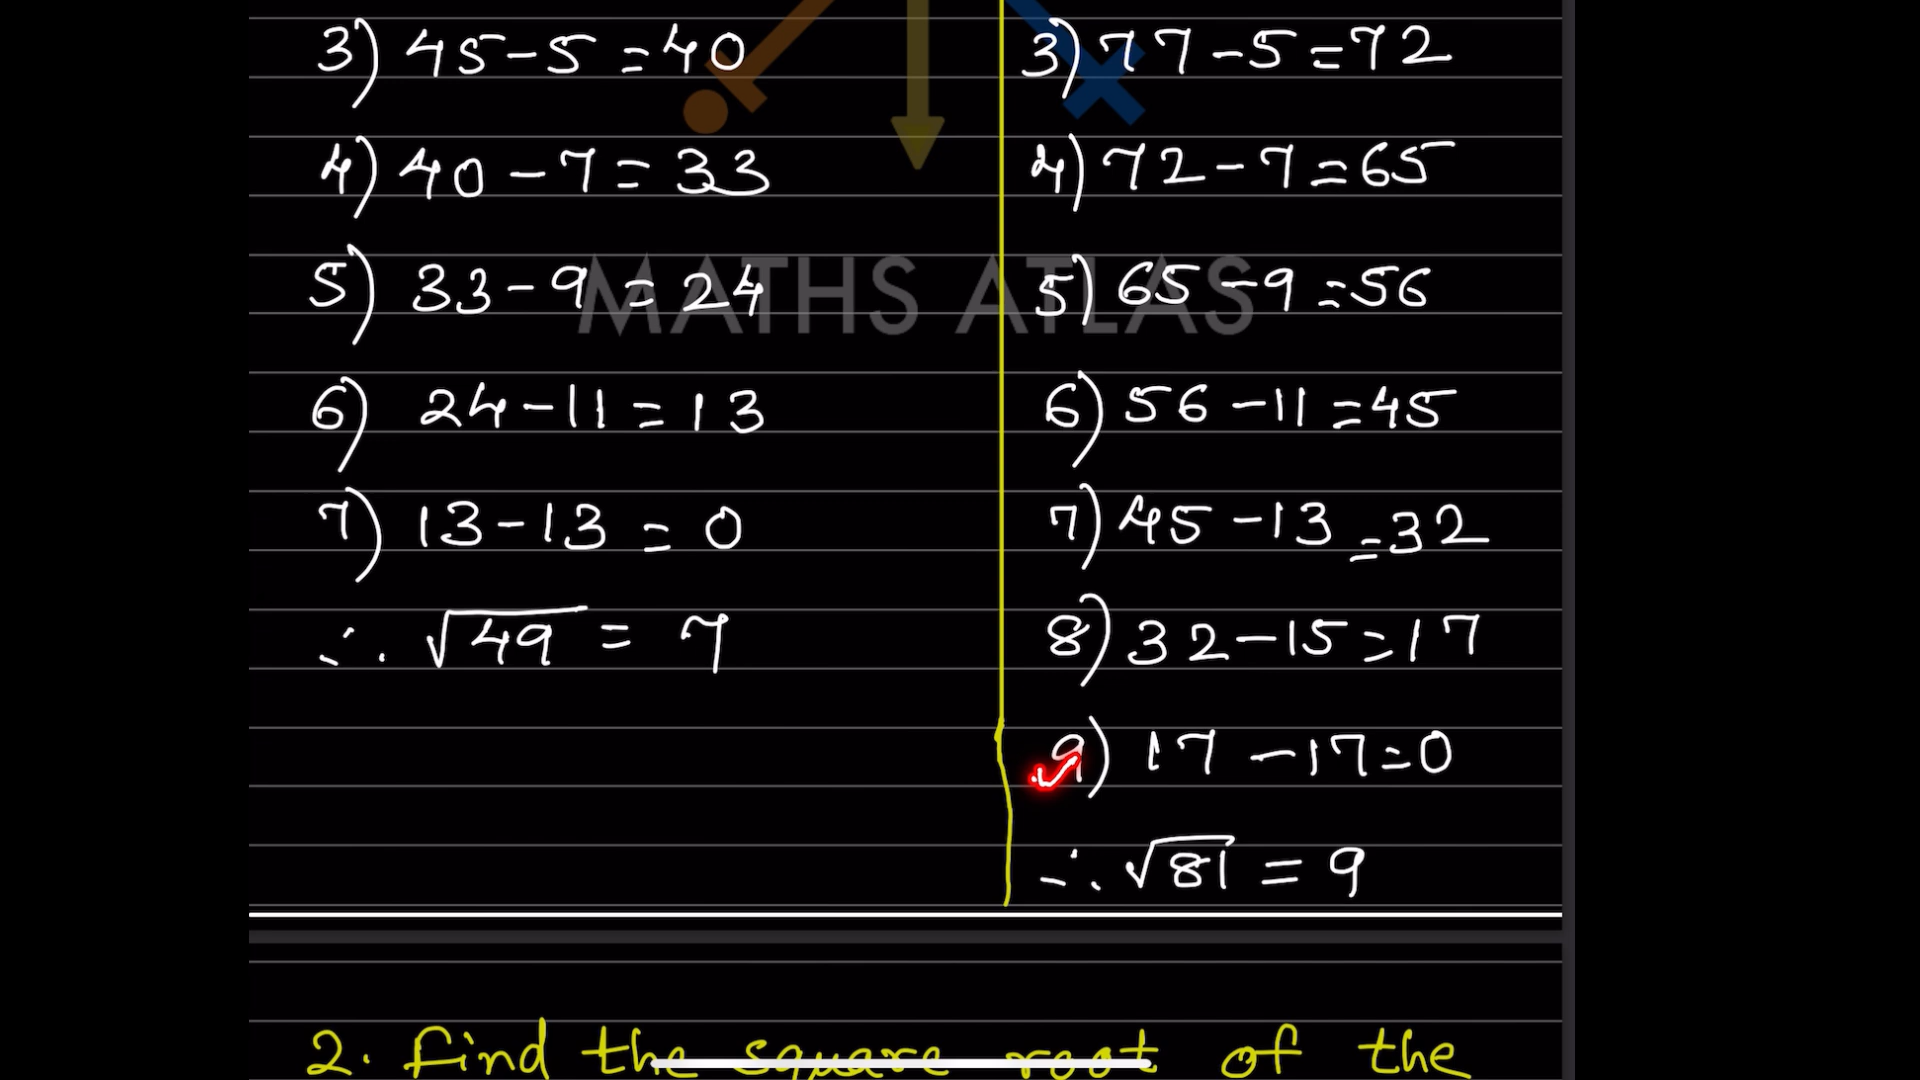 3) 45-5 = 40
4) 40 - 7 = 33
5) 33 - 9 = 24
6) 24 - 11 = 13
7) 13 - 13 = 0
∴ √49 = 7
3) 77 - 5 = 72
4) 72 - 7 = 65
5) 65 - 9 = 56
6) 56 - 11 = 45
7) 45 - 13 = 32
8) 32 - 15 = 17
9) 17 - 17 = 0
∴ √81 = 9
MATHS ATLAS
2. Find the square root of the